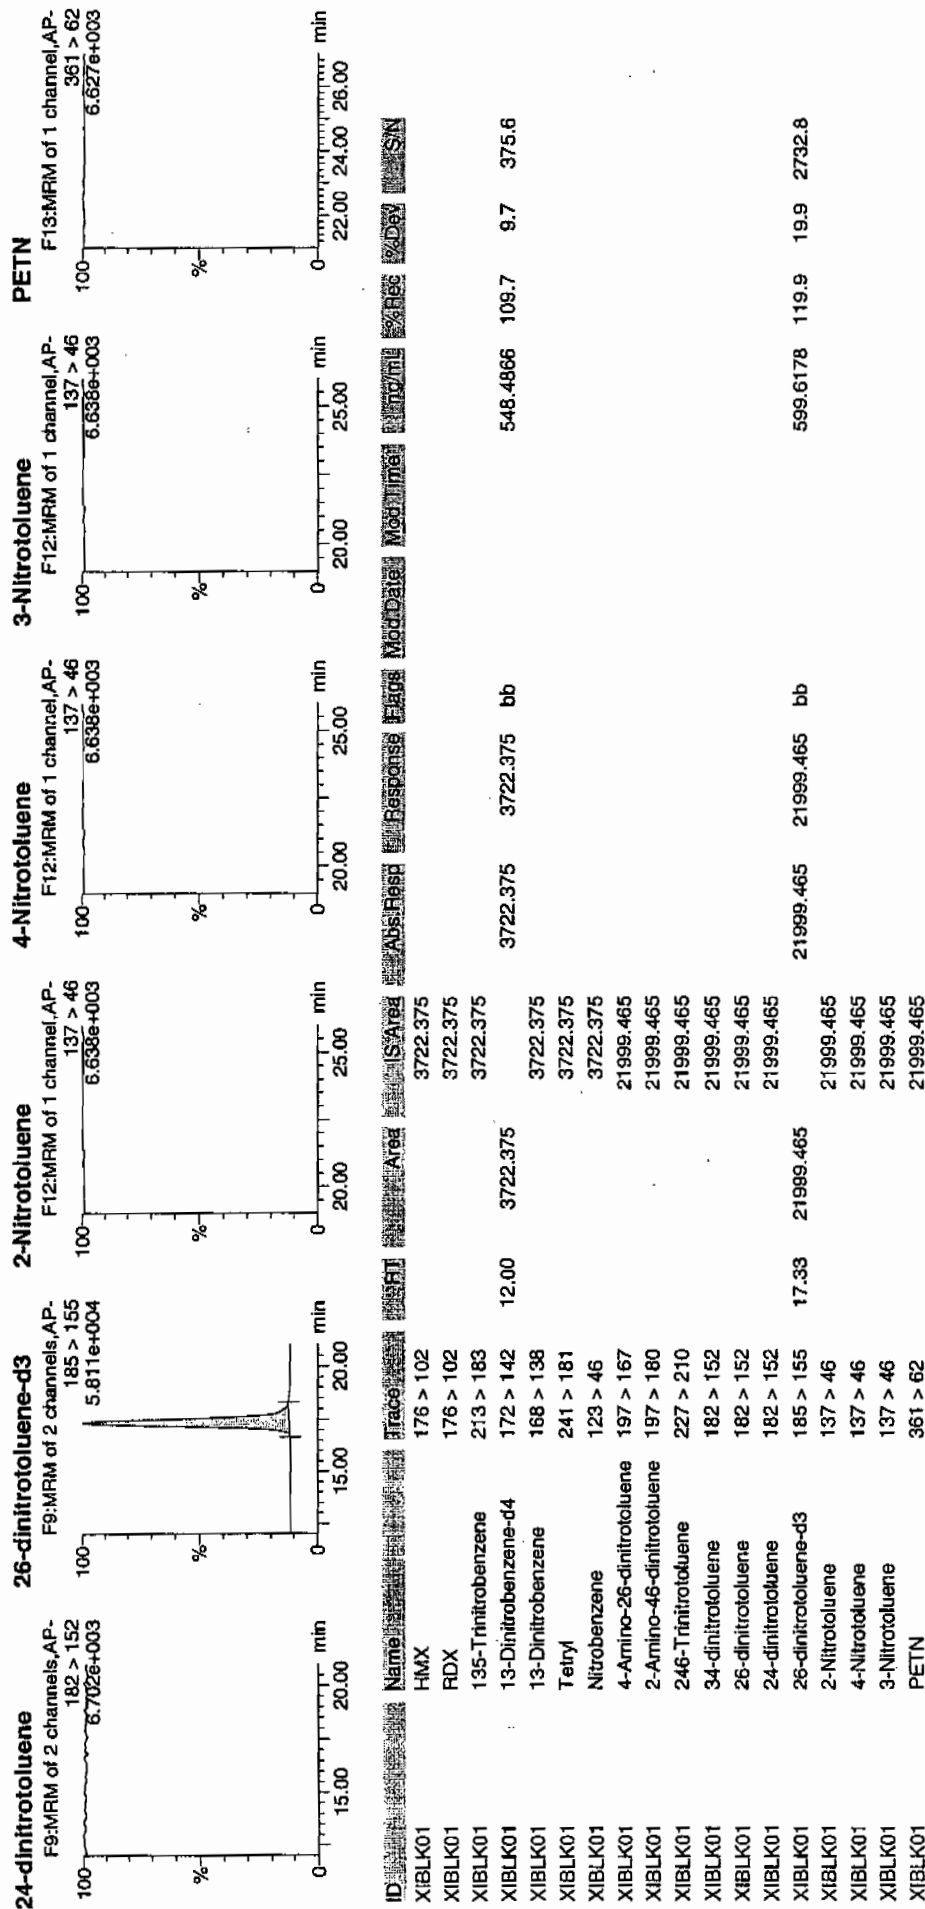 24-dinitrotoluene
F9:MRM of 2 channels,AP-
182 > 152
6.702e+003
100
%
0
15.00 20.00 min
26-dinitrotoluene-d3
F9:MRM of 2 channels,AP-
185 > 155
5.811e+004
100
%
0
15.00 20.00 min
2-Nitrotoluene
F12:MRM of 1 channel,AP-
137 > 46
6.638e+003
100
%
0
20.00 25.00 min
4-Nitrotoluene
F12:MRM of 1 channel,AP-
137 > 46
6.638e+003
100
%
0
20.00 25.00 min
3-Nitrotoluene
F12:MRM of 1 channel,AP-
137 > 46
6.638e+003
100
%
0
20.00 25.00 min
PETN
F13:MRM of 1 channel,AP-
361 > 62
6.627e+003
100
%
0
22.00 24.00 26.00 min
ID Name Trace RT Area IS Area Abs.Resp Response Flags Mod.Date Mod.Time ng/mL %Rec %Dev S/N
XIBLK01 HMX 176 > 102 3722.375
XIBLK01 RDX 176 > 102 3722.375
XIBLK01 135-Trinitrobenzene 213 > 183 3722.375
XIBLK01 13-Dinitrobenzene-d4 172 > 142 12.00 3722.375 3722.375 3722.375 bb 548.4866 109.7 9.7 375.6
XIBLK01 13-Dinitrobenzene 168 > 138 3722.375
XIBLK01 Tetryl 241 > 181 3722.375
XIBLK01 Nitrobenzene 123 > 46 3722.375
XIBLK01 4-Amino-26-dinitrotoluene 197 > 167 21999.465
XIBLK01 2-Amino-46-dinitrotoluene 197 > 180 21999.465
XIBLK01 246-Trinitrotoluene 227 > 210 21999.465
XIBLK01 34-dinitrotoluene 182 > 152 21999.465
XIBLK01 26-dinitrotoluene 182 > 152 21999.465
XIBLK01 24-dinitrotoluene 182 > 152 21999.465
XIBLK01 26-dinitrotoluene-d3 185 > 155 17.33 21999.465 21999.465 21999.465 bb 599.6178 119.9 19.9 2732.8
XIBLK01 2-Nitrotoluene 137 > 46 21999.465
XIBLK01 4-Nitrotoluene 137 > 46 21999.465
XIBLK01 3-Nitrotoluene 137 > 46 21999.465
XIBLK01 PETN 361 > 62 21999.465